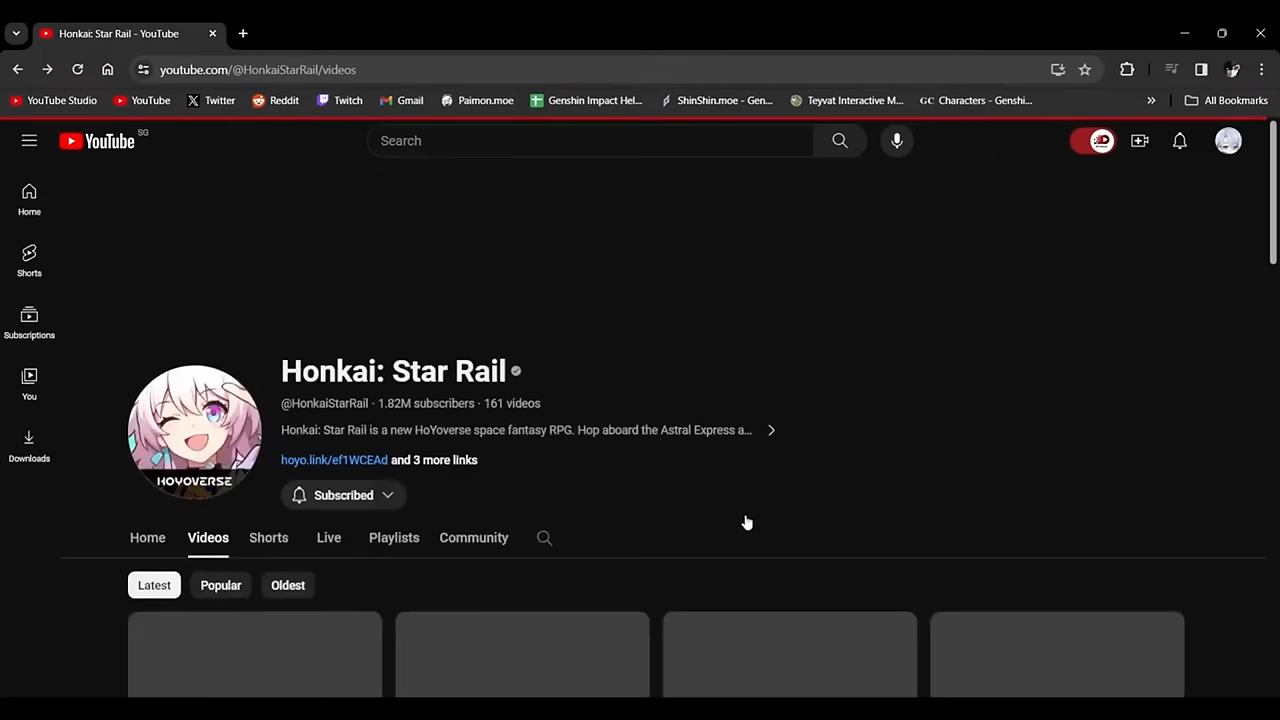 Honkai: Star Rail - YouTube
youtube.com/@HonkaiStarRail/videos
YouTube Studio YouTube Twitter Reddit Twitch Gmail Paimon.moe Genshin Impact Hel... ShinShin.moe - Gen... Teyvat Interactive M... GC Characters - Genshi... All Bookmarks
YouTube SG
Search
Home
Shorts
Subscriptions
You
Downloads
Honkai: Star Rail
@HonkaiStarRail · 1.82M subscribers · 161 videos
Honkai: Star Rail is a new HoYoverse space fantasy RPG. Hop aboard the Astral Express a...
hoyo.link/ef1WCEAd and 3 more links
HOYOVERSE
Subscribed
Home Videos Shorts Live Playlists Community
Latest Popular Oldest